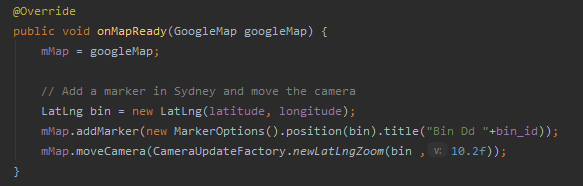 @Override
public void onMapReady(GoogleMap googleMap) {
mMap = googleMap;
// Add a marker in Sydney and move the camera
LatLng bin = new LatLng(latitude, longitude);
mMap.addMarker(new MarkerOptions().position(bin).title("Bin Dd "+bin_id));
mMap.moveCamera(CameraUpdateFactory.newLatLngZoom(bin , v: 10.2f));
}